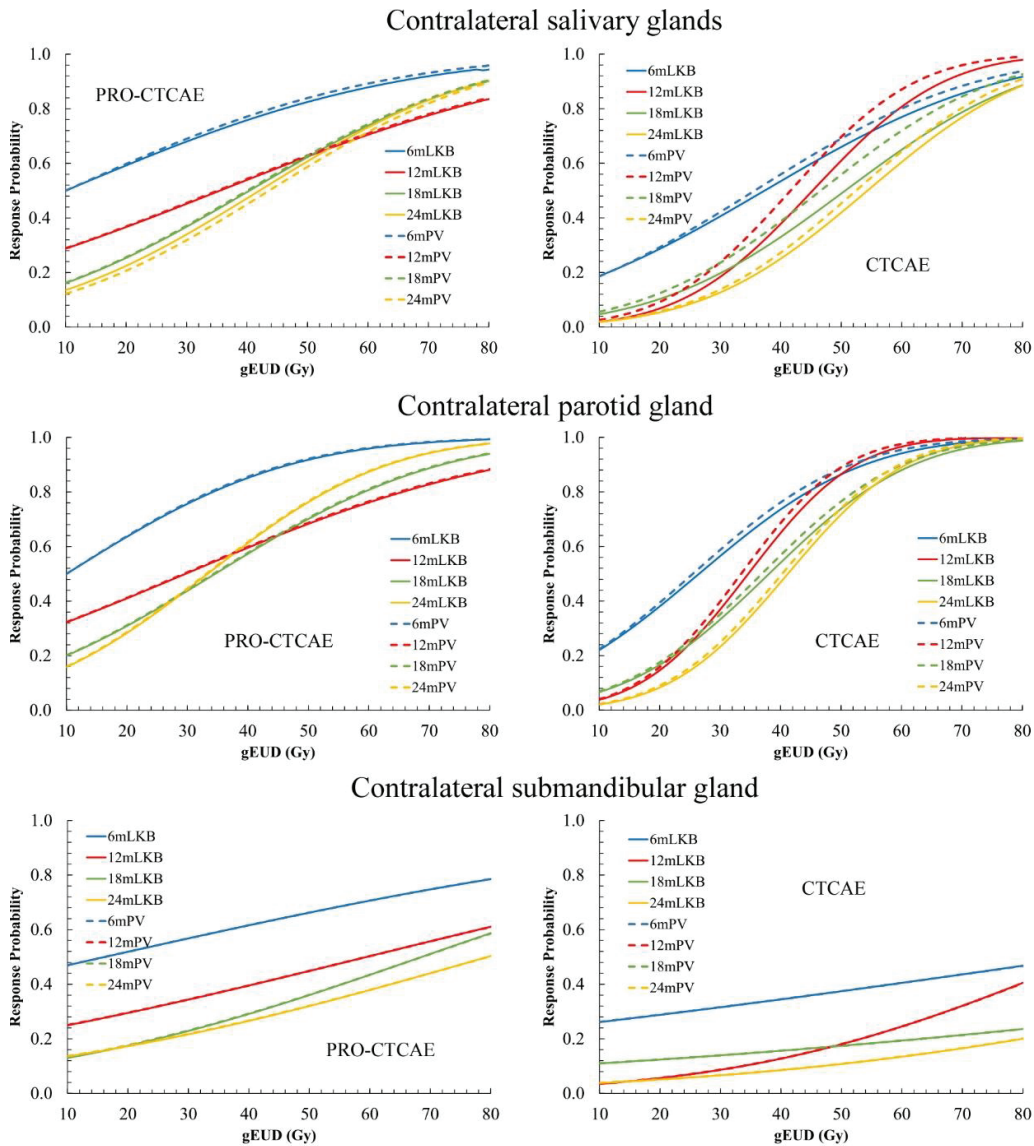 Contralateral salivary glands
Response Probability
1.0
0.8
0.6
0.4
0.2
0.0
PRO-CTCAE
6mLKB
12mLKB
18mLKB
24mLKB
6mPV
12mPV
18mPV
24mPV
10 20 30 40 50 60 70 80
gEUD (Gy)
Response Probability
1.0
0.8
0.6
0.4
0.2
0.0
6mLKB
12mLKB
18mLKB
24mLKB
6mPV
12mPV
18mPV
24mPV
CTCAE
10 20 30 40 50 60 70 80
gEUD (Gy)
Contralateral parotid gland
Response Probability
1.0
0.8
0.6
0.4
0.2
0.0
6mLKB
12mLKB
18mLKB
24mLKB
6mPV
12mPV
18mPV
24mPV
PRO-CTCAE
10 20 30 40 50 60 70 80
gEUD (Gy)
Response Probability
1.0
0.8
0.6
0.4
0.2
0.0
6mLKB
12mLKB
18mLKB
24mLKB
6mPV
12mPV
18mPV
24mPV
CTCAE
10 20 30 40 50 60 70 80
gEUD (Gy)
Contralateral submandibular gland
Response Probability
1.0
0.8
0.6
0.4
0.2
0.0
6mLKB
12mLKB
18mLKB
24mLKB
6mPV
12mPV
18mPV
24mPV
PRO-CTCAE
10 20 30 40 50 60 70 80
gEUD (Gy)
Response Probability
1.0
0.8
0.6
0.4
0.2
0.0
6mLKB
12mLKB
18mLKB
24mLKB
6mPV
12mPV
18mPV
24mPV
CTCAE
10 20 30 40 50 60 70 80
gEUD (Gy)